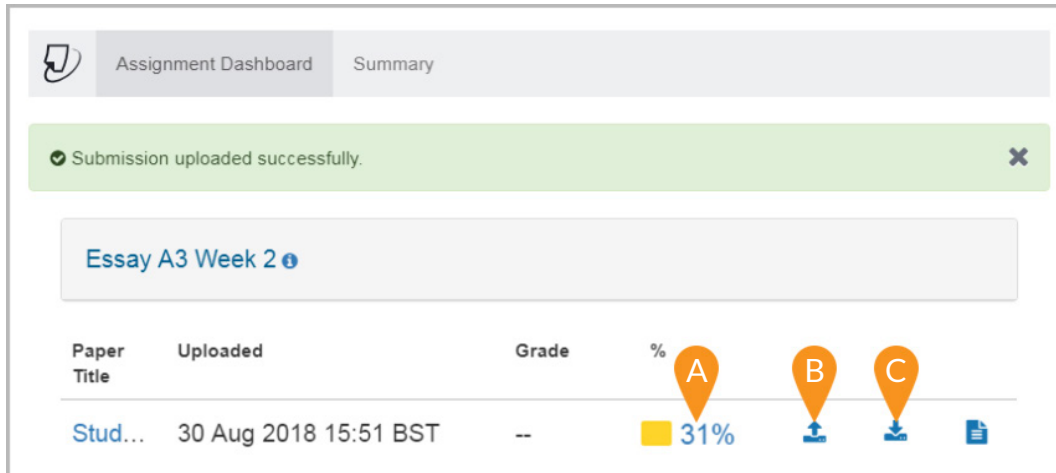 Assignment Dashboard Summary
Submission uploaded successfully.
Essay A3 Week 2
Paper Title Uploaded Grade %
A B C
Stud... 30 Aug 2018 15:51 BST -- 31%